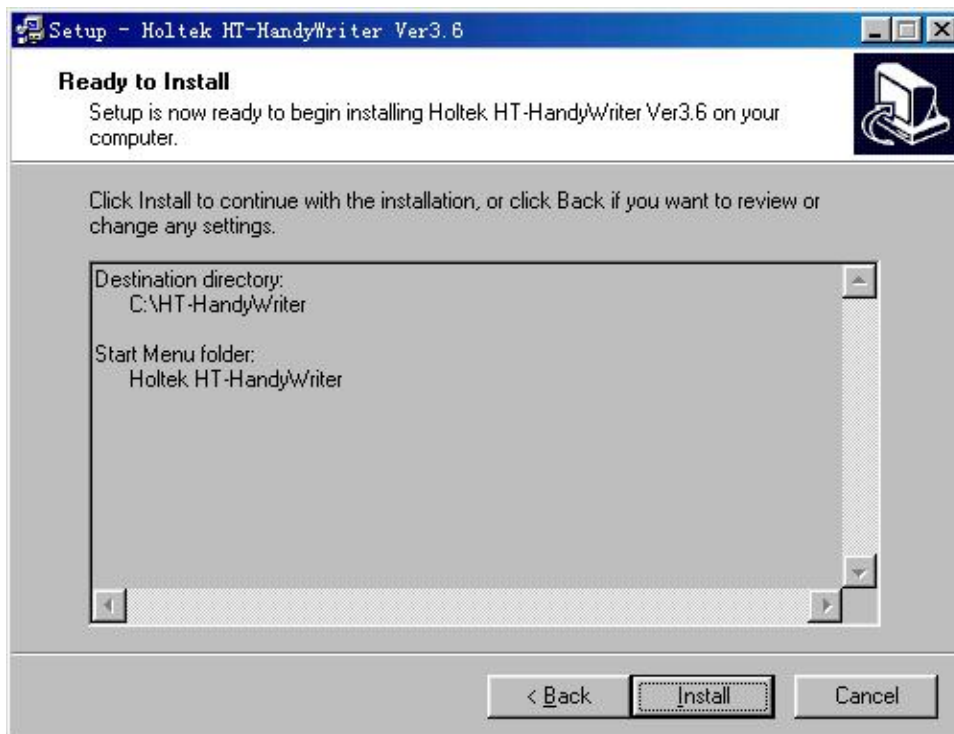 Setup - Holtek HT-HandyWriter Ver3.6
Ready to Install
Setup is now ready to begin installing Holtek HT-HandyWriter Ver3.6 on your
computer.
Click Install to continue with the installation, or click Back if you want to review or
change any settings.
Destination directory:
C:\HT-HandyWriter
Start Menu folder:
Holtek HT-HandyWriter
< Back
Install
Cancel